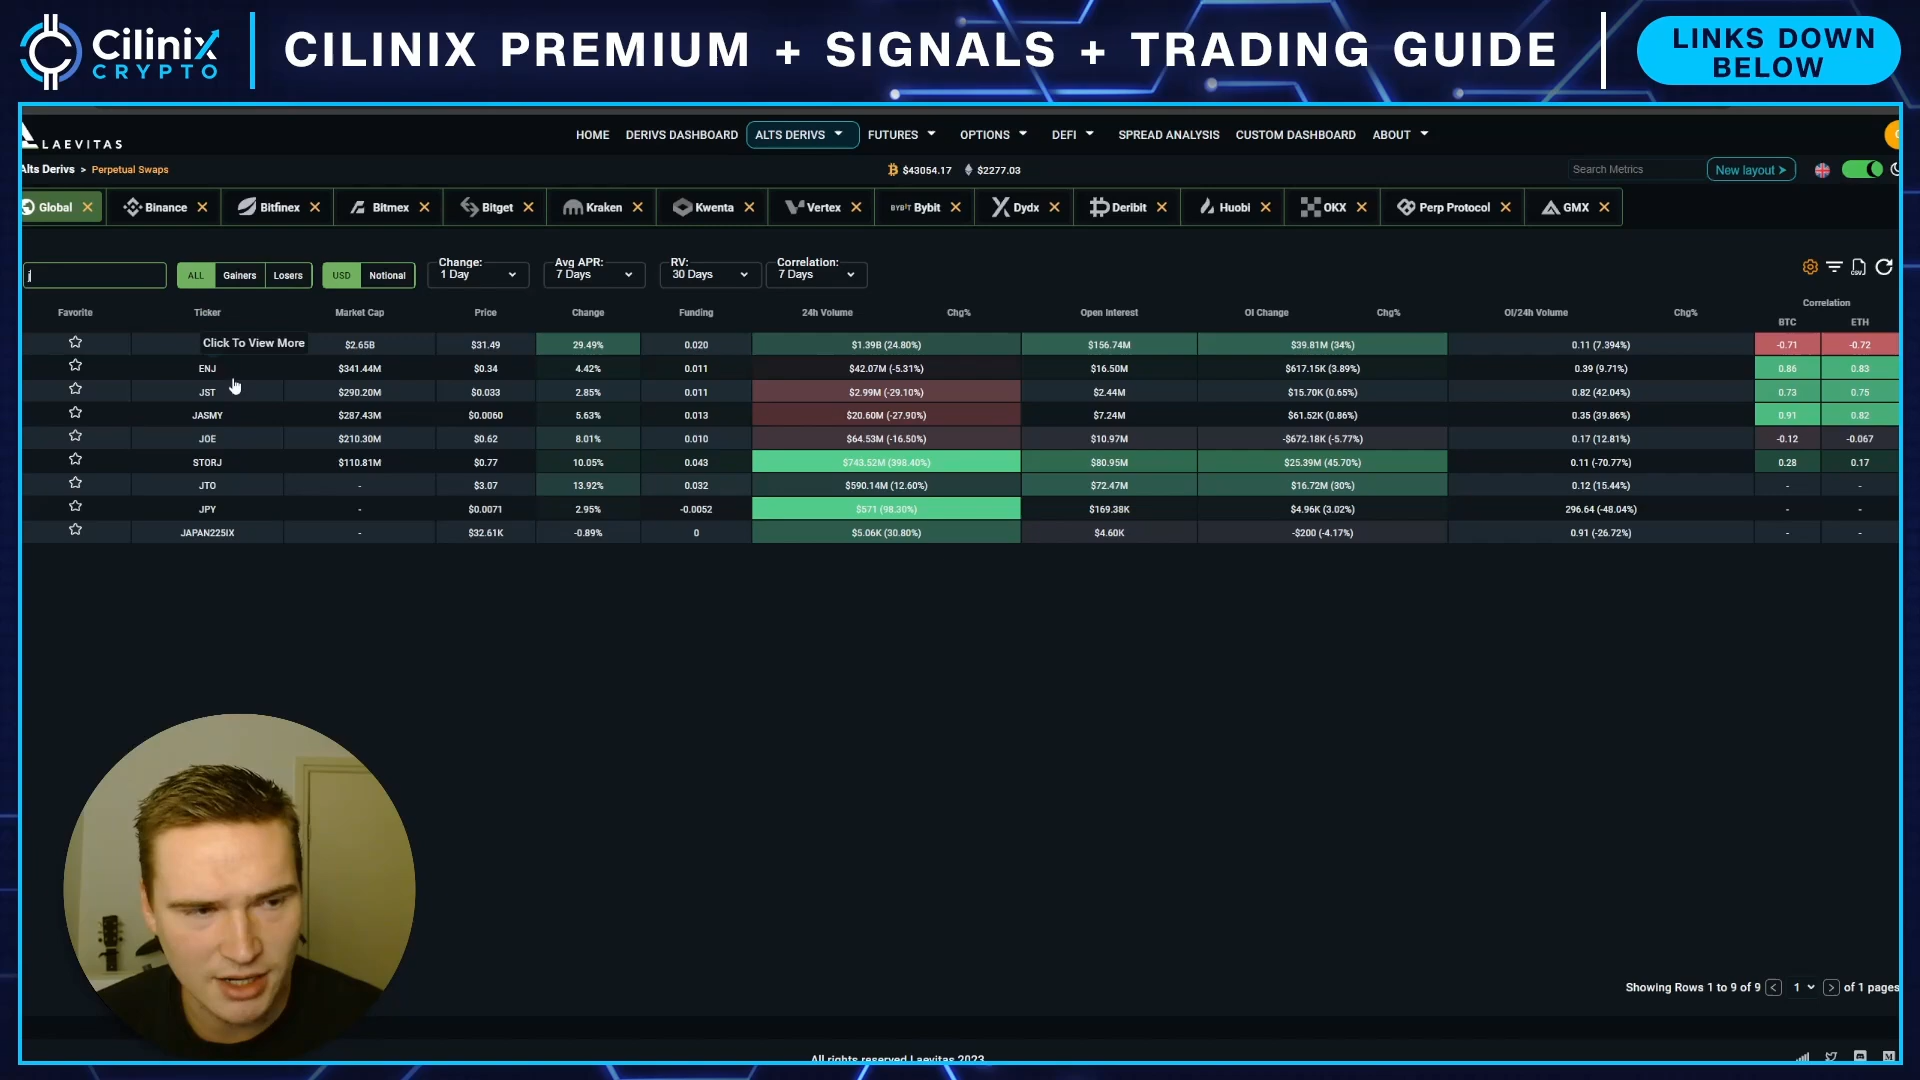 Cilinix
CRYPTO
CILINIX PREMIUM + SIGNALS + TRADING GUIDE
LINKS DOWN
BELOW
LAEVITAS
HOME DERIVS DASHBOARD ALTS DERIVS FUTURES OPTIONS DEFI SPREAD ANALYSIS CUSTOM DASHBOARD ABOUT
Alts Derivs > Perpetual Swaps $43054.17 $2277.03 Search Metrics New layout ➤
Global × Binance × Bitfinex × Bitmex × Bitget × Kraken × Kwenta × Vertex × BYBIT Bybit × Dydx × Deribit × Huobi × OKX × Perp Protocol × GMX ×
j ALL Gainers Losers USD Notional Change: 1 Day Avg APR: 7 Days RV: 30 Days Correlation: 7 Days CSV
Favorite Ticker Market Cap Price Change Funding 24h Volume Chg% Open Interest OI Change Chg% OI/24h Volume Chg% Correlation
BTC ETH
Click To View More $2.65B $31.49 29.49% 0.020 $1.39B (24.80%) $156.74M $39.81M (34%) 0.11 (7.394%) -0.71 -0.72
ENJ $341.44M $0.34 4.42% 0.011 $42.07M (-5.31%) $16.50M $617.15K (3.89%) 0.39 (9.71%) 0.86 0.83
JST $290.20M $0.033 2.85% 0.011 $2.99M (-29.10%) $2.44M $15.70K (0.65%) 0.82 (42.04%) 0.73 0.75
JASMY $287.43M $0.0060 5.63% 0.013 $20.60M (-27.90%) $7.24M $61.52K (0.86%) 0.35 (39.86%) 0.91 0.82
JOE $210.30M $0.62 8.01% 0.010 $64.53M (-16.50%) $10.97M -$672.18K (-5.77%) 0.17 (12.81%) -0.12 -0.067
STORJ $110.81M $0.77 10.05% 0.043 $743.52M (398.40%) $80.95M $25.39M (45.70%) 0.11 (-70.77%) 0.28 0.17
JTO - $3.07 13.92% 0.032 $590.14M (12.60%) $72.47M $16.72M (30%) 0.12 (15.44%) - -
JPY - $0.0071 2.95% -0.0052 $571 (98.30%) $169.38K $4.96K (3.02%) 296.64 (-48.04%) - -
JAPAN225IX - $32.61K -0.89% 0 $5.06K (30.80%) $4.60K -$200 (-4.17%) 0.91 (-26.72%) - -
Showing Rows 1 to 9 of 9 < 1 > of 1 pages
All rights reserved Laevitas 2023